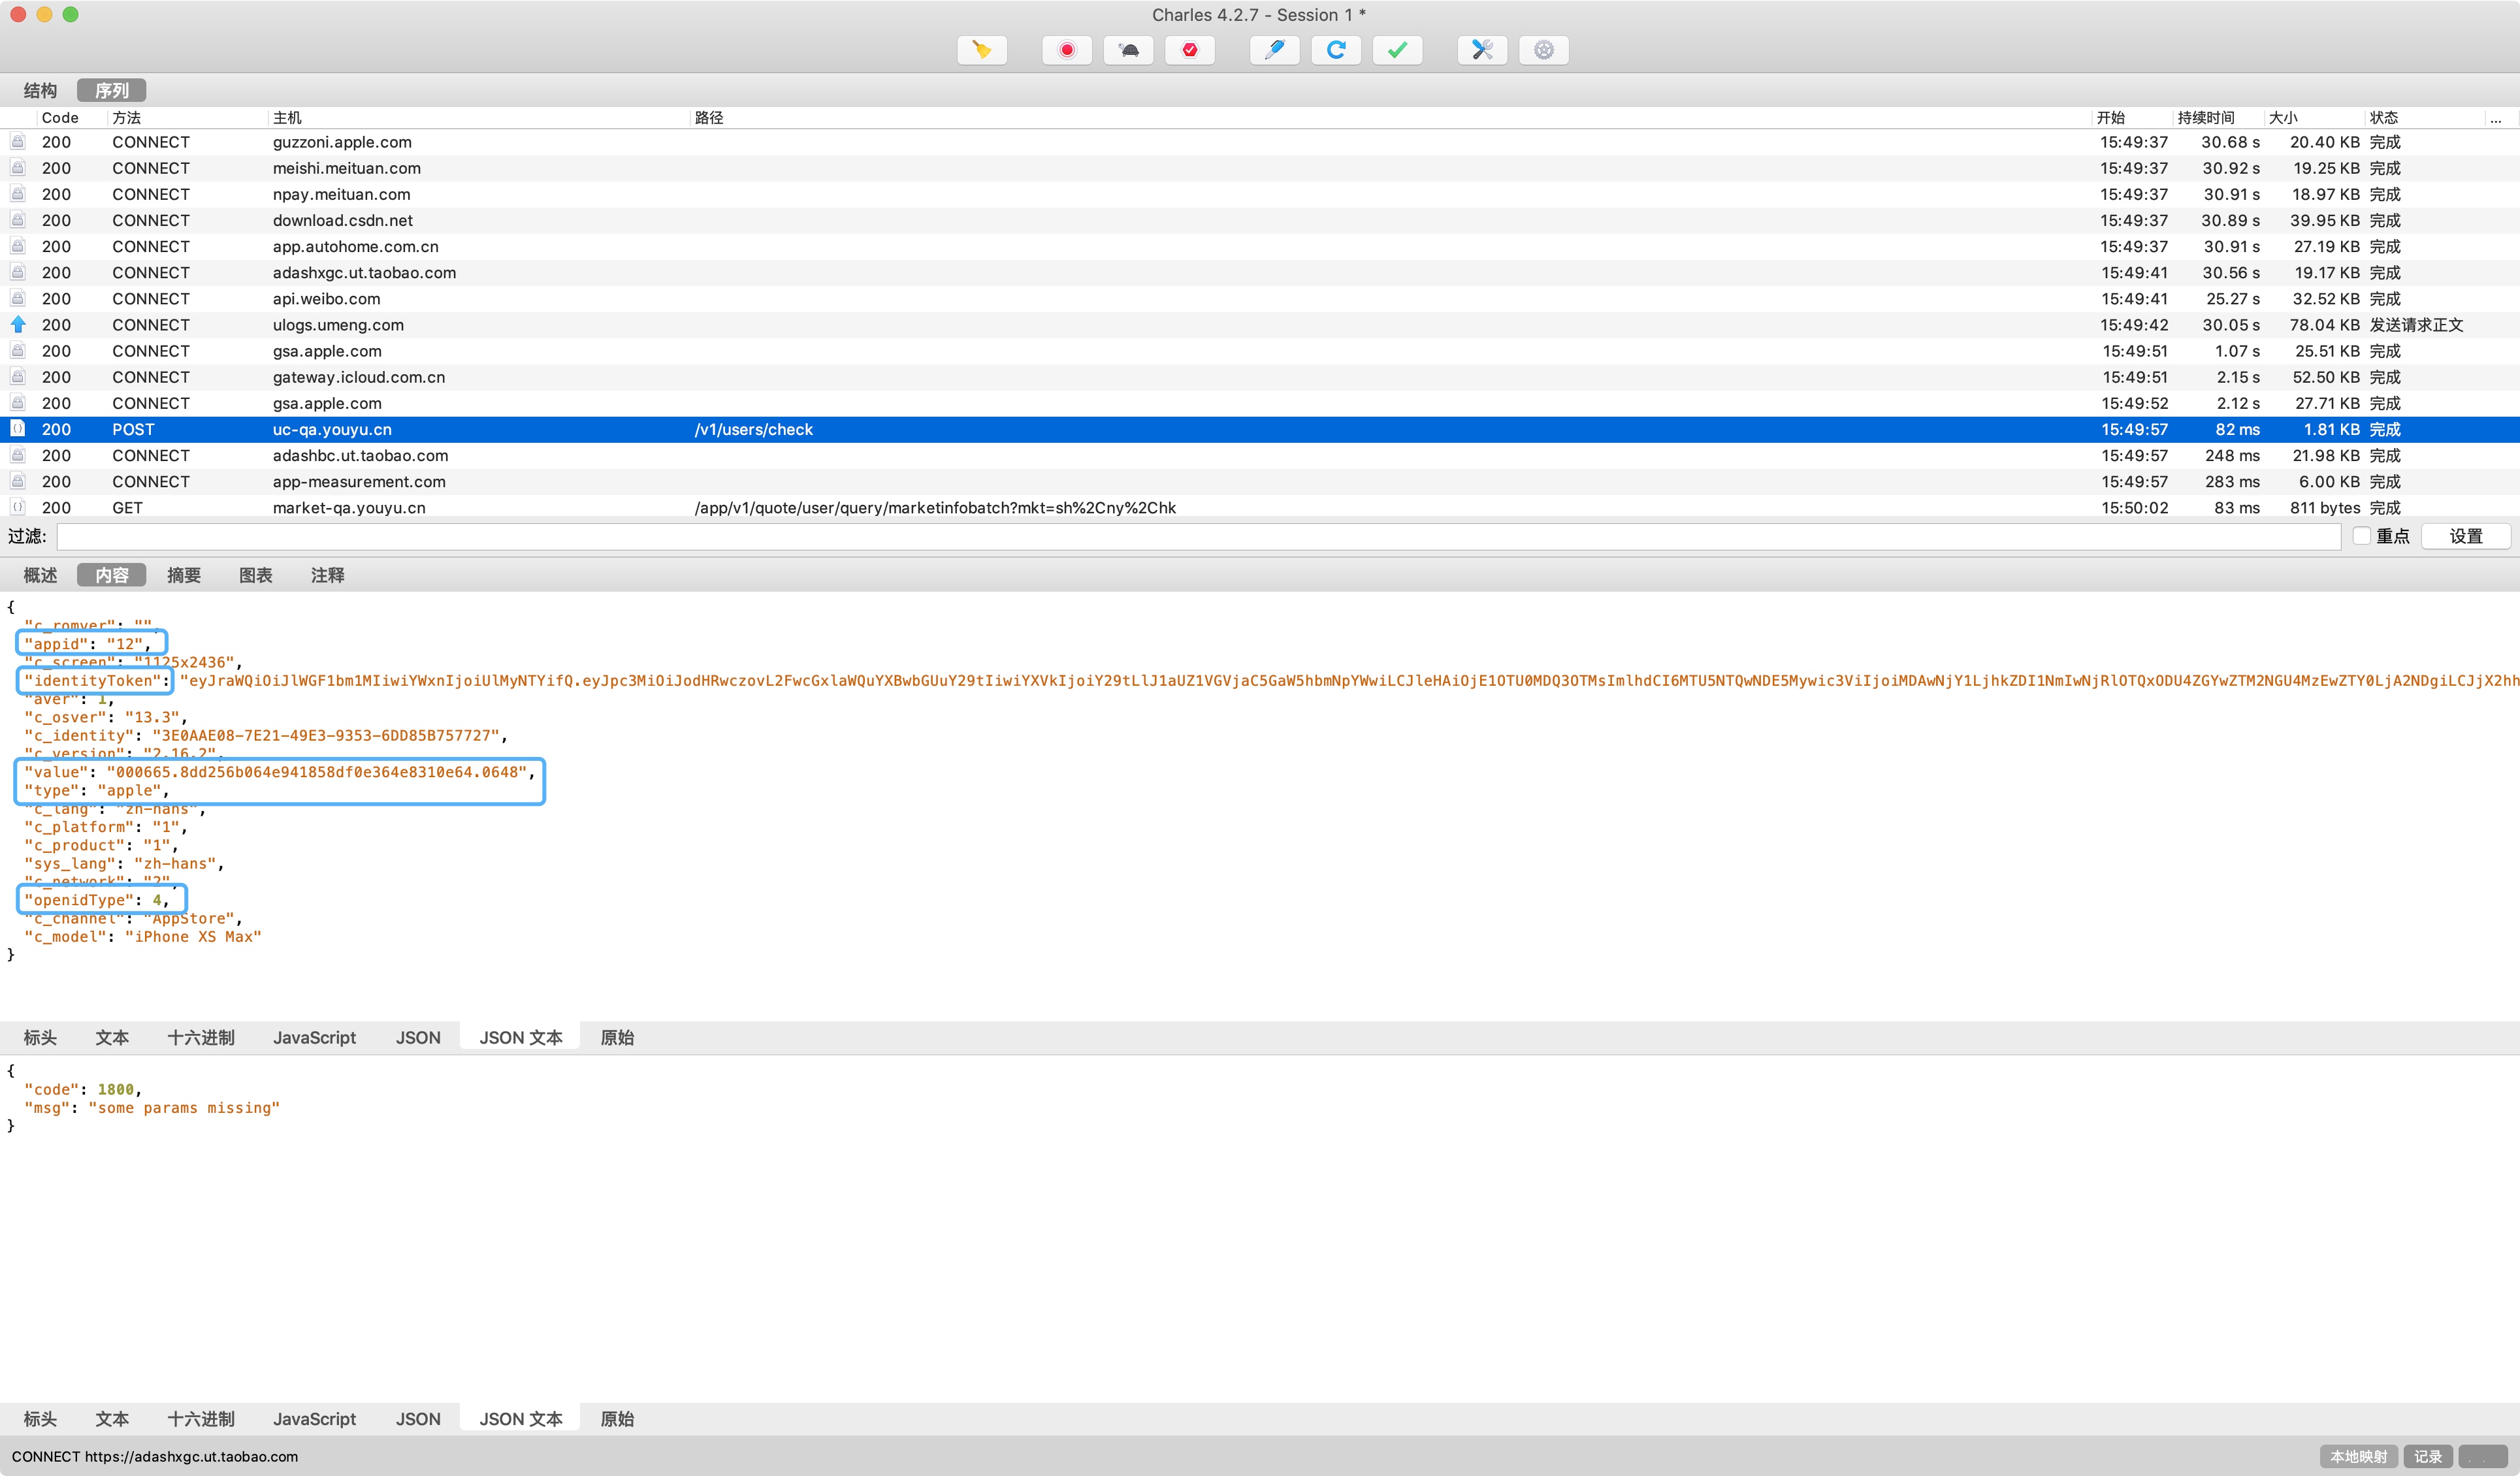 Charles 4.2.7 - Session 1 *
结构 序列
Code 方法 主机 路径 开始 持续时间 大小 状态 ...
200 CONNECT guzzoni.apple.com 15:49:37 30.68 s 20.40 KB 完成
200 CONNECT meishi.meituan.com 15:49:37 30.92 s 19.25 KB 完成
200 CONNECT npay.meituan.com 15:49:37 30.91 s 18.97 KB 完成
200 CONNECT download.csdn.net 15:49:37 30.89 s 39.95 KB 完成
200 CONNECT app.autohome.com.cn 15:49:37 30.91 s 27.19 KB 完成
200 CONNECT adashxgc.ut.taobao.com 15:49:41 30.56 s 19.17 KB 完成
200 CONNECT api.weibo.com 15:49:41 25.27 s 32.52 KB 完成
200 CONNECT ulogs.umeng.com 15:49:42 30.05 s 78.04 KB 发送请求正文
200 CONNECT gsa.apple.com 15:49:51 1.07 s 25.51 KB 完成
200 CONNECT gateway.icloud.com.cn 15:49:51 2.15 s 52.50 KB 完成
200 CONNECT gsa.apple.com 15:49:52 2.12 s 27.71 KB 完成
200 POST uc-qa.youyu.cn /v1/users/check 15:49:57 82 ms 1.81 KB 完成
200 CONNECT adashbc.ut.taobao.com 15:49:57 248 ms 21.98 KB 完成
200 CONNECT app-measurement.com 15:49:57 283 ms 6.00 KB 完成
200 GET market-qa.youyu.cn /app/v1/quote/user/query/marketinfobatch?mkt=sh%2Cny%2Chk 15:50:02 83 ms 811 bytes 完成
过滤: 重点 设置
概述 内容 摘要 图表 注释
{
"c_romver": "",
"appid": "12",
"c_screen": "1125x2436",
"identityToken":
"aver": 1,
"c_osver": "13.3",
"c_identity": "3E0AAE08-7E21-49E3-9353-6DD85B757727",
"c_version": "2.16.2",
"value": "000665.8dd256b064e941858df0e364e8310e64.0648",
"type": "apple",
"c_lang": "zh-hans",
"c_platform": "1",
"c_product": "1",
"sys_lang": "zh-hans",
"c_network": "2",
"openidType": 4,
"c_channel": "AppStore",
"c_model": "iPhone XS Max"
}
标头 文本 十六进制 JavaScript JSON JSON 文本 原始
{
"code": 1800,
"msg": "some params missing"
}
标头 文本 十六进制 JavaScript JSON JSON 文本 原始
CONNECT https://adashxgc.ut.taobao.com 本地映射 记录